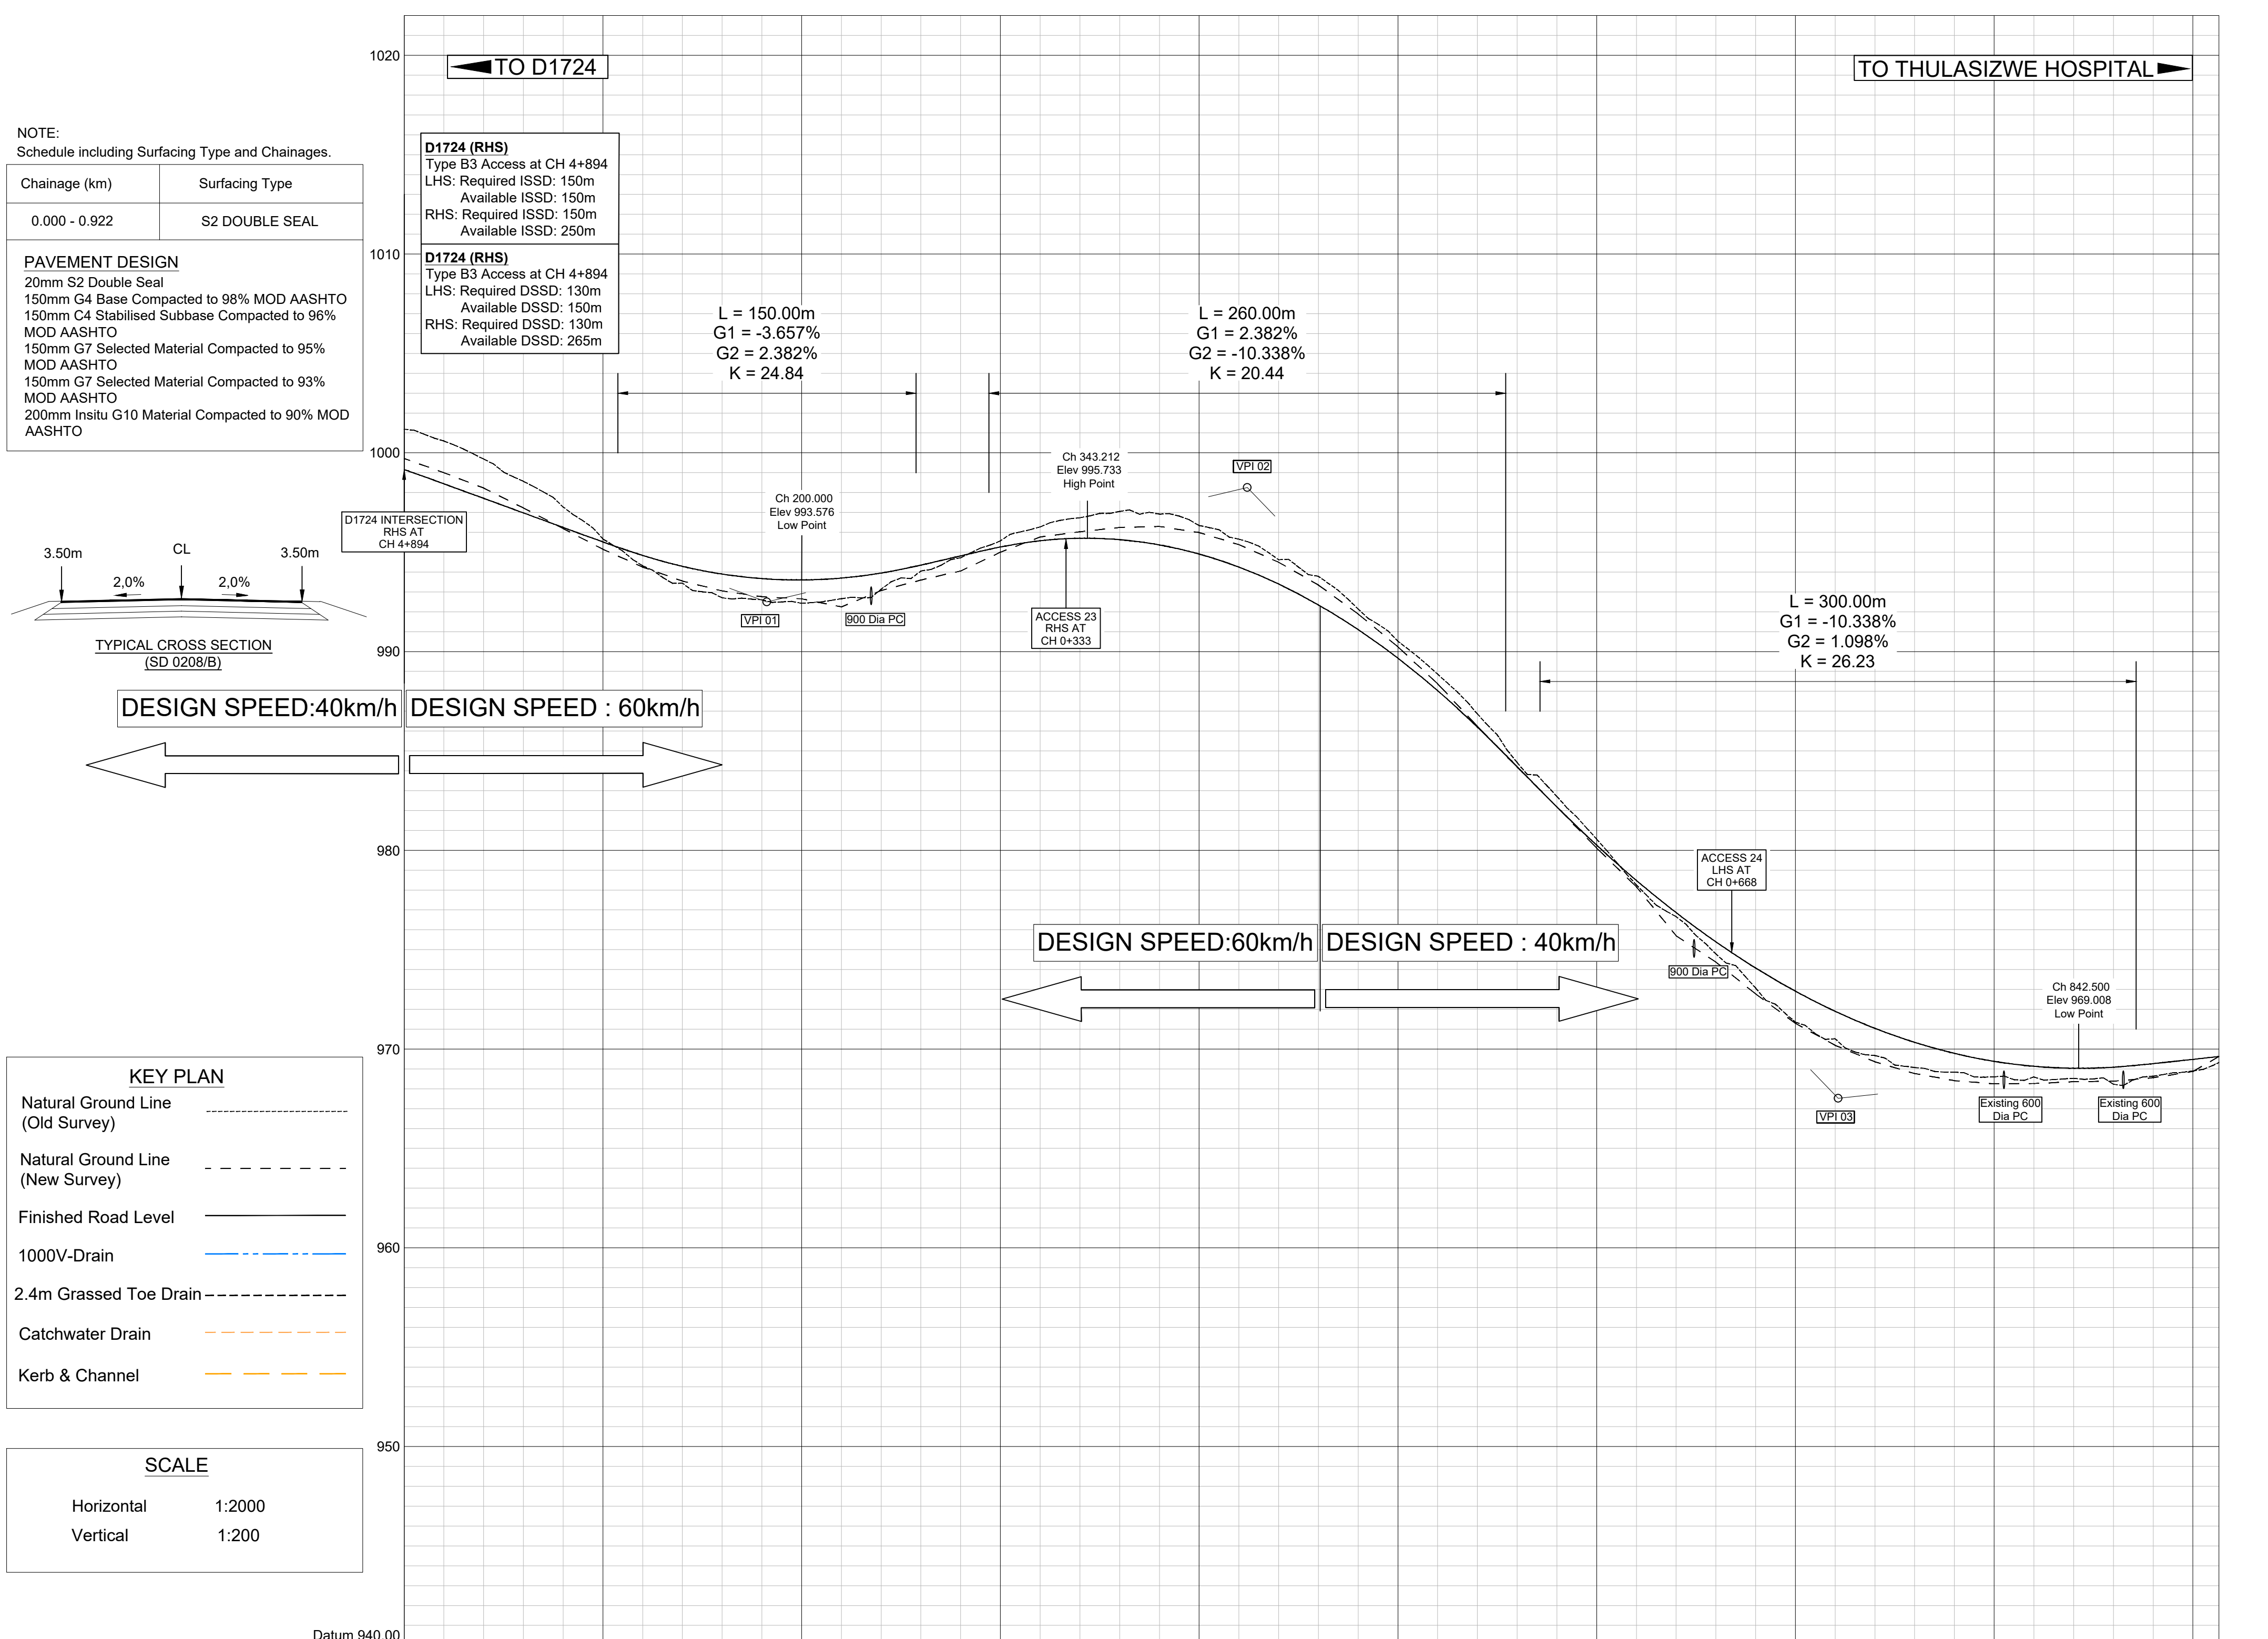 TO D1724
TO THULASIZWE HOSPITAL
NOTE:
Schedule including Surfacing Type and Chainages.
Chainage (km) Surfacing Type
0.000 - 0.922 S2 DOUBLE SEAL
PAVEMENT DESIGN
20mm S2 Double Seal
150mm G4 Base Compacted to 98% MOD AASHTO
150mm C4 Stabilised Subbase Compacted to 96%
MOD AASHTO
150mm G7 Selected Material Compacted to 95%
MOD AASHTO
150mm G7 Selected Material Compacted to 93%
MOD AASHTO
200mm Insitu G10 Material Compacted to 90% MOD
AASHTO
3.50m
CL
3.50m
2,0%
2,0%
TYPICAL CROSS SECTION
(SD 0208/B)
1020
1010
1000
990
980
970
960
950
Datum 940.00
D1724 (RHS)
Type B3 Access at CH 4+894
LHS: Required ISSD: 150m
Available ISSD: 150m
RHS: Required ISSD: 150m
Available ISSD: 250m
D1724 (RHS)
Type B3 Access at CH 4+894
LHS: Required DSSD: 130m
Available DSSD: 150m
RHS: Required DSSD: 130m
Available DSSD: 265m
L = 150.00m
G1 = -3.657%
G2 = 2.382%
K = 24.84
L = 260.00m
G1 = 2.382%
G2 = -10.338%
K = 20.44
L = 300.00m
G1 = -10.338%
G2 = 1.098%
K = 26.23
D1724 INTERSECTION
RHS AT
CH 4+894
Ch 200.000
Elev 993.576
Low Point
Ch 343.212
Elev 995.733
High Point
VPI 02
VPI 01
900 Dia PC
ACCESS 23
RHS AT
CH 0+333
DESIGN SPEED:40km/h
DESIGN SPEED : 60km/h
ACCESS 24
LHS AT
CH 0+668
DESIGN SPEED:60km/h
DESIGN SPEED : 40km/h
900 Dia PC
Ch 842.500
Elev 969.008
Low Point
VPI 03
Existing 600
Dia PC
Existing 600
Dia PC
KEY PLAN
Natural Ground Line
(Old Survey)
Natural Ground Line
(New Survey)
Finished Road Level
1000V-Drain
2.4m Grassed Toe Drain
Catchwater Drain
Kerb & Channel
SCALE
Horizontal 1:2000
Vertical 1:200